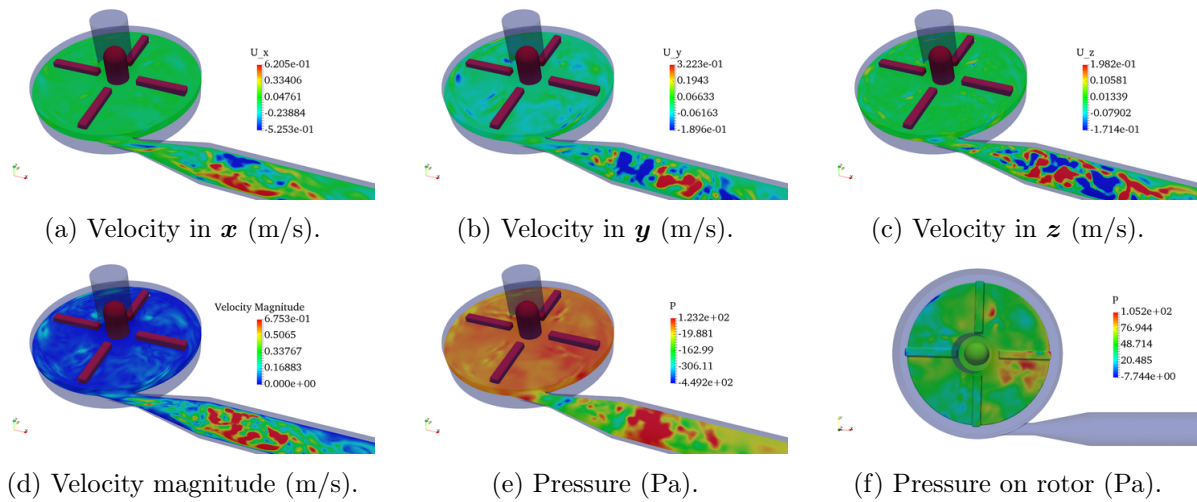 U_x
6.205e-01
0.33406
0.04761
-0.23884
-5.253e-01
U_y
3.223e-01
0.1943
0.06633
-0.06163
-1.896e-01
U_z
1.982e-01
0.10581
0.01339
-0.07902
-1.714e-01
(a) Velocity in x (m/s).
(b) Velocity in y (m/s).
(c) Velocity in z (m/s).
Velocity Magnitude
6.753e-01
0.5065
0.33767
0.16883
0.000e+00
P
1.232e+02
-19.881
-162.99
-306.11
-4.492e+02
P
1.052e+02
76.944
48.714
20.485
-7.744e+00
(d) Velocity magnitude (m/s).
(e) Pressure (Pa).
(f) Pressure on rotor (Pa).